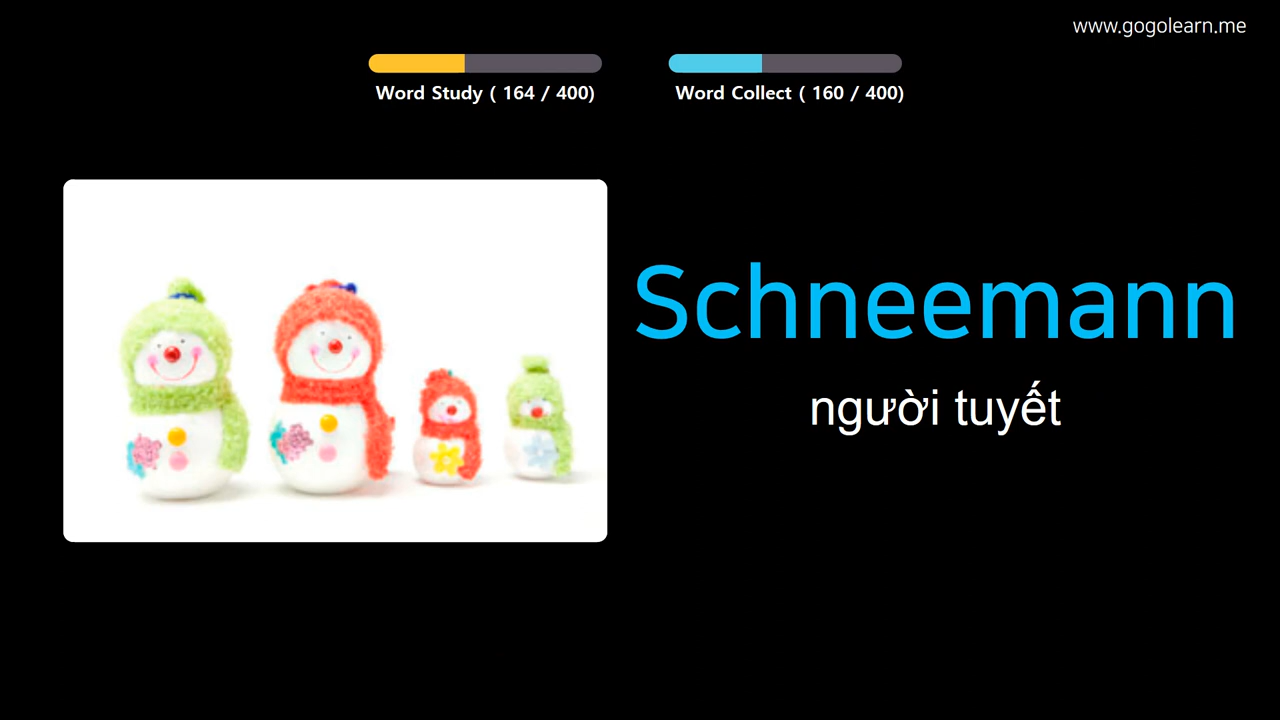 www.gogolearn.me
Word Study ( 164 / 400)
Word Collect ( 160 / 400)
Schneemann
người tuyết